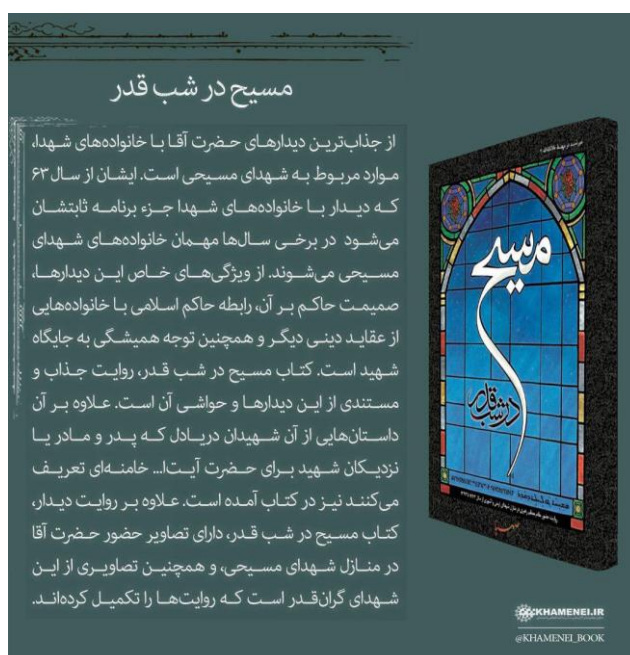 مسیح در شب قدر
از جذاب‌ترین دیدارهای حضرت آقا با خانواده‌های شهدا،
موارد مربوط به شهدای مسیحی است. ایشان از سال ۶۳
که دیدار با خانواده‌های شهدا جزء برنامه ثابتشان
می‌شود در برخی سال‌ها مهمان خانواده‌های شهدای
مسیحی می‌شوند. از ویژگی‌های خاص این دیدارها،
صمیمت حاکم بر آن، رابطه حاکم اسلامی با خانواده‌هایی
از عقاید دینی دیگر و همچنین توجه همیشگی به جایگاه
شهید است. کتاب مسیح در شب قدر، روایت جذاب و
مستندی از این دیدارها و حواشی آن است. علاوه بر آن
داستان‌هایی از آن شهیدان دریادل که پدر و مادر یا
نزدیکان شهید برای حضرت آیت‌ا... خامنه‌ای تعریف
می‌کنند نیز در کتاب آمده است. علاوه بر روایت دیدار،
کتاب مسیح در شب قدر، دارای تصاویر حضور حضرت آقا
در منازل شهدای مسیحی، و همچنین تصاویری از این
شهدای گران‌قدر است که روایت‌ها را تکمیل کرده‌اند.
مسیح
در شب قدر
KHAMENEI.IR
@KHAMENEI_BOOK